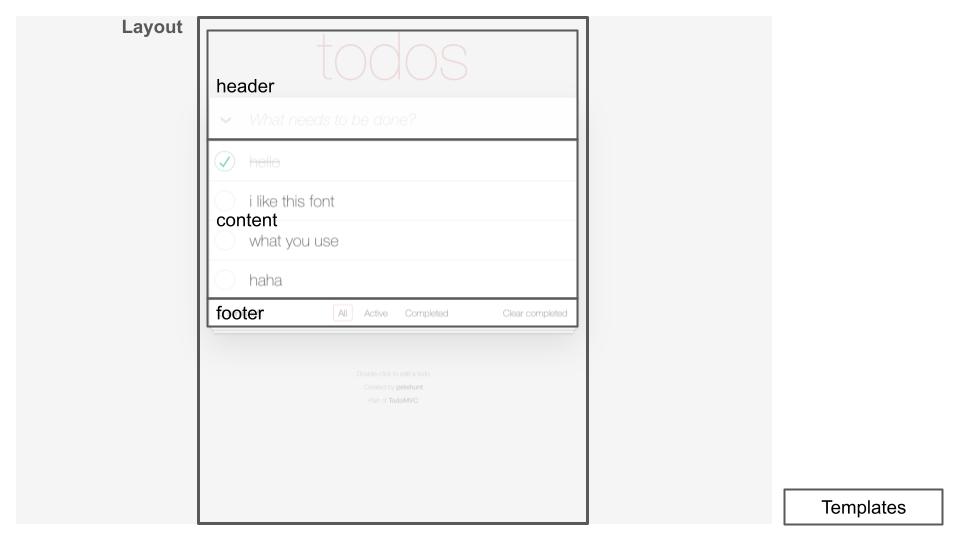 Layout
todos
header
What needs to be done?
hello
i like this font
content
what you use
haha
footer
All Active Completed Clear completed
Double-click to edit a todo
Created by petehunt
Part of TodoMVC
Templates